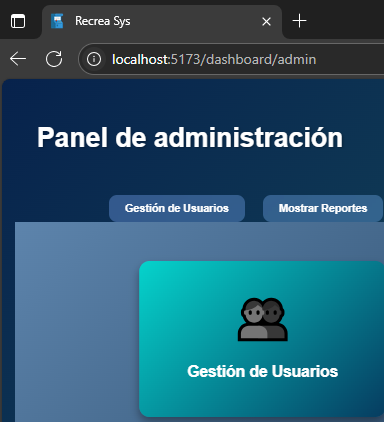 Recrea Sys
localhost:5173/dashboard/admin
Panel de administración
Gestión de Usuarios
Mostrar Reportes
Gestión de Usuarios